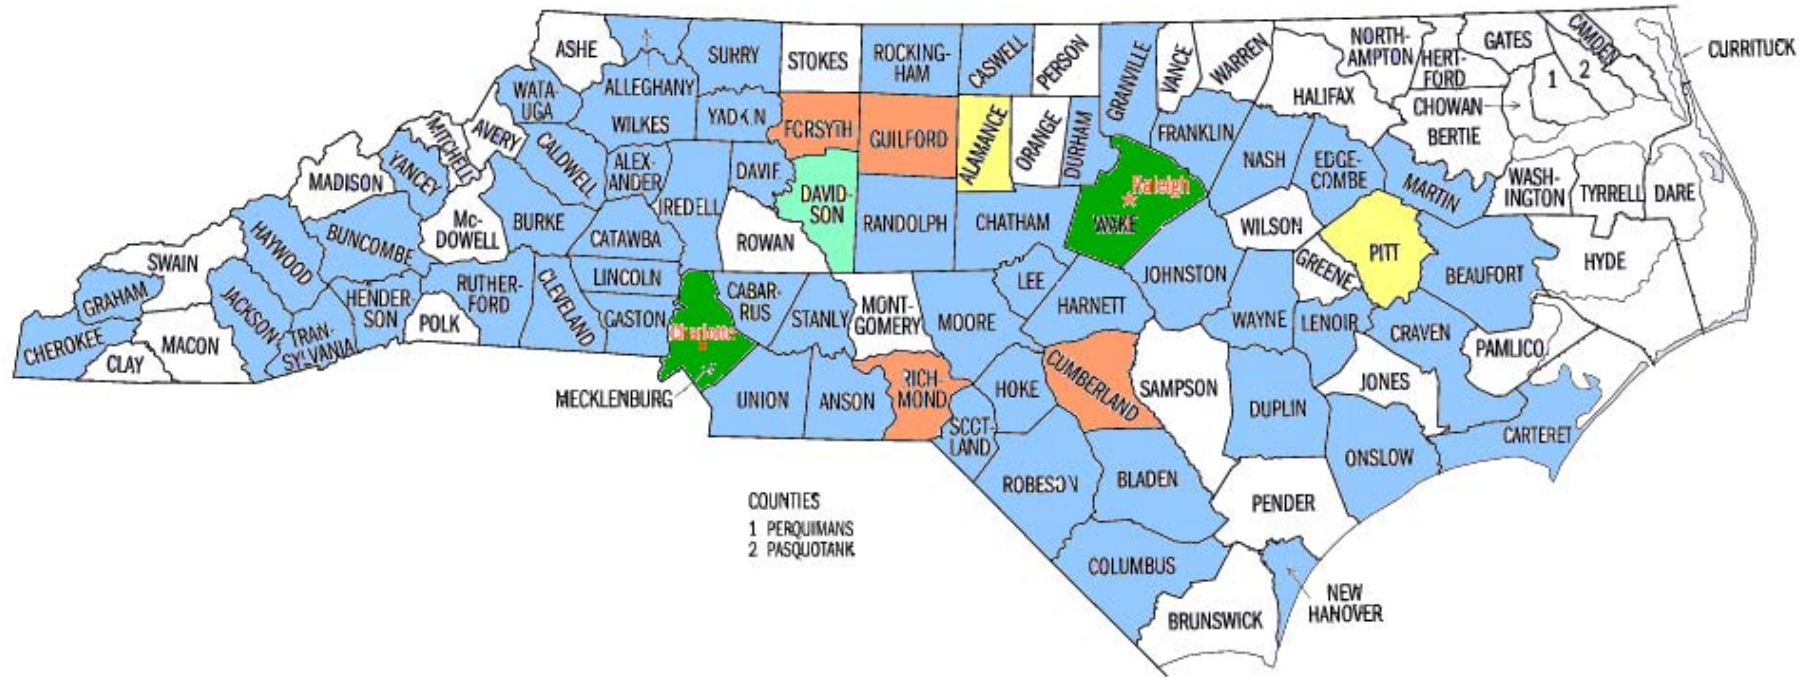 ASHE
SURRY
STOKES
ROCKING-
HAM
CASWELL
PERSON
GRANVILLE
VANCE
WARREN
NORTH-
AMPTON
HERT-
FORD
GATES
CAMDEN
CURRITUCK
1
2
WATA-
UGA
ALLEGHANY
WILKES
YADKIN
FORSYTH
GUILFORD
ALAMANCE
ORANGE
DURHAM
FRANKLIN
HALIFAX
CHOWAN
BERTIE
MITCHELL
AVERY
CALDWELL
ALEX-
ANDER
DAVIE
NASH
EDGE-
COMBE
MARTIN
WASH-
INGTON
TYRRELL
DARE
MADISON
YANCEY
IREDELL
DAVID-
SON
RANDOLPH
CHATHAM
Raleigh
WAKE
WILSON
PITT
BEAUFORT
HYDE
HAYWOOD
BUNCOMBE
Mc-
DOWELL
BURKE
CATAWBA
ROWAN
JOHNSTON
GREENE
SWAIN
GRAHAM
JACKSON
HENDER-
SON
RUTHER-
FORD
CLEVELAND
LINCOLN
GASTON
CABAR-
RUS
STANLY
MONT-
GOMERY
MOORE
LEE
HARNETT
WAYNE
LENOIR
CRAVEN
PAMLICO
CHEROKEE
CLAY
MACON
TRAN-
SYLVANIA
POLK
Charlotte
MECKLENBURG
UNION
ANSON
RICH-
MOND
SCOT-
LAND
HOKE
CUMBERLAND
SAMPSON
DUPLIN
JONES
ONSLOW
CARTERET
ROBESON
BLADEN
PENDER
COLUMBUS
BRUNSWICK
NEW
HANOVER
COUNTIES
1 PERQUIMANS
2 PASQUOTANK